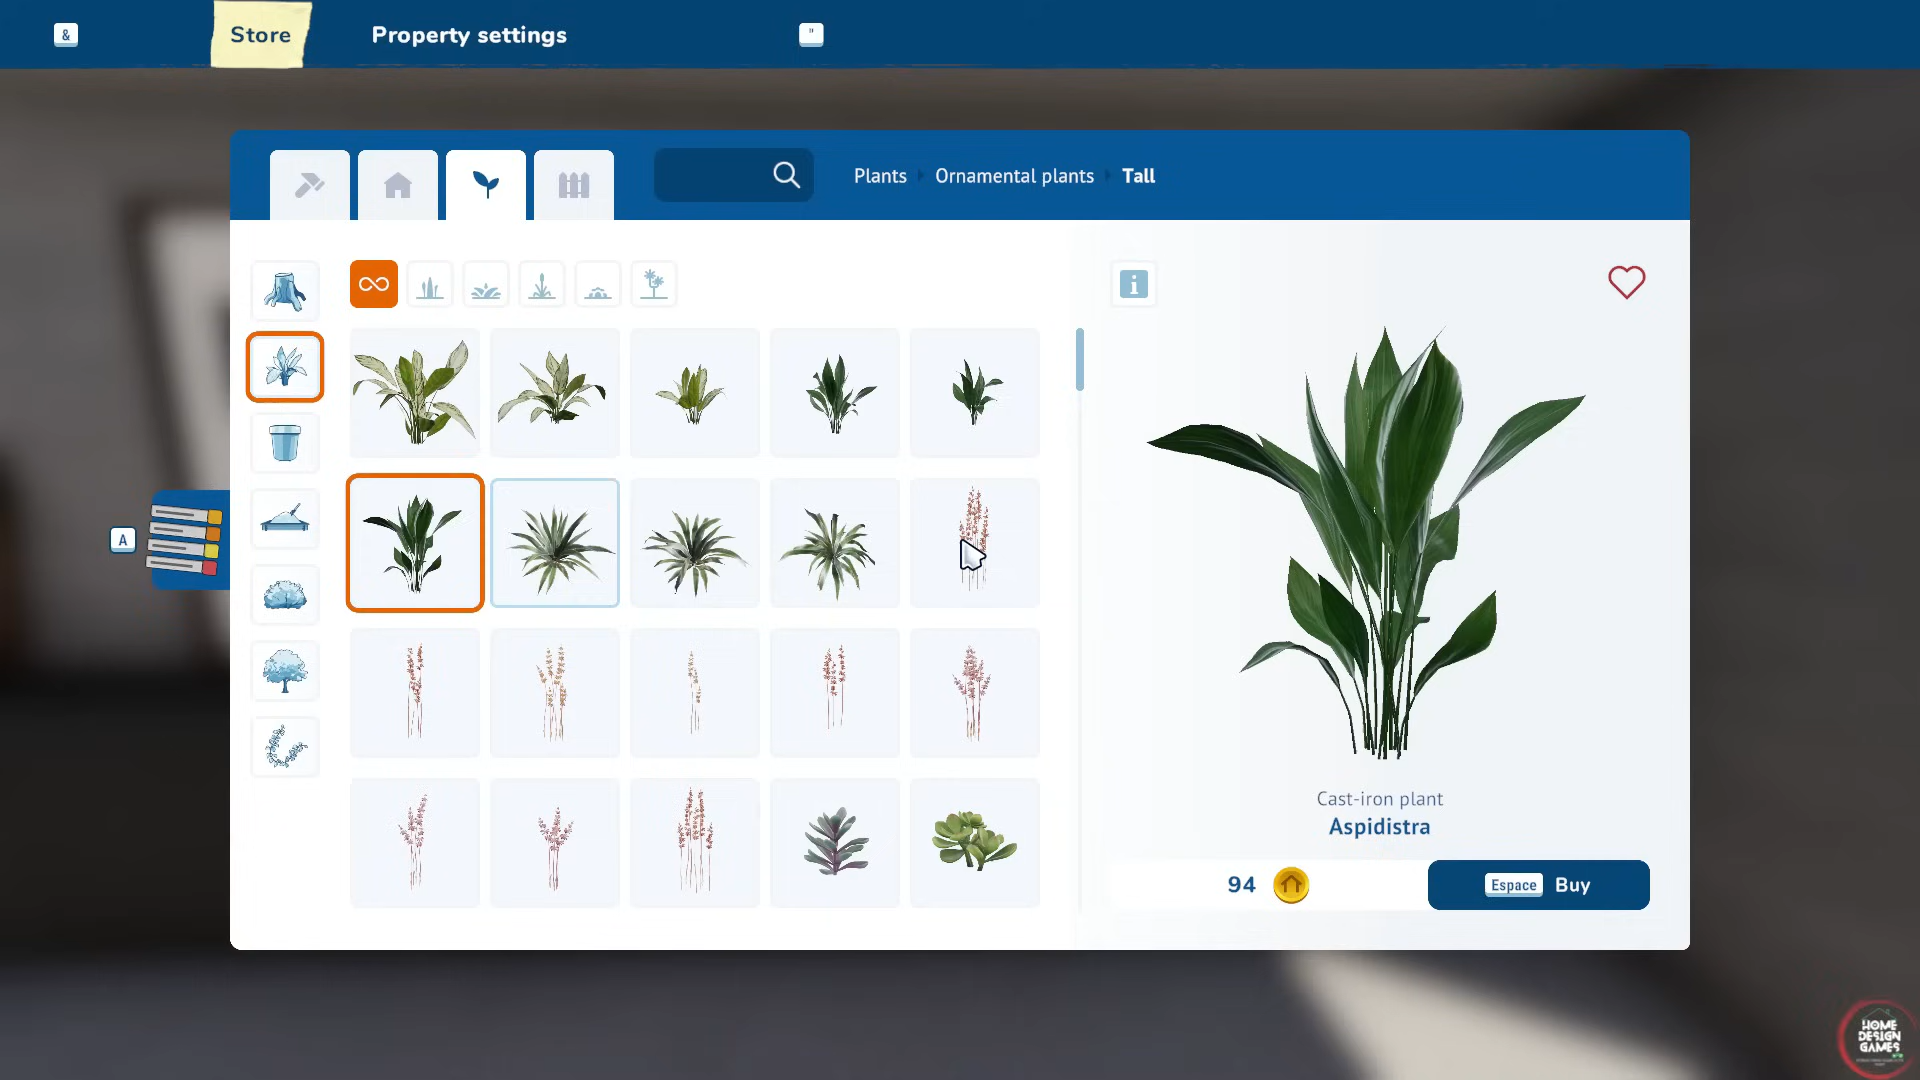 &
Store
Property settings
"
Plants
Ornamental plants
Tall
i
A
Cast-iron plant
Aspidistra
94
Espace
Buy
HOME
DESIGN
GAMES